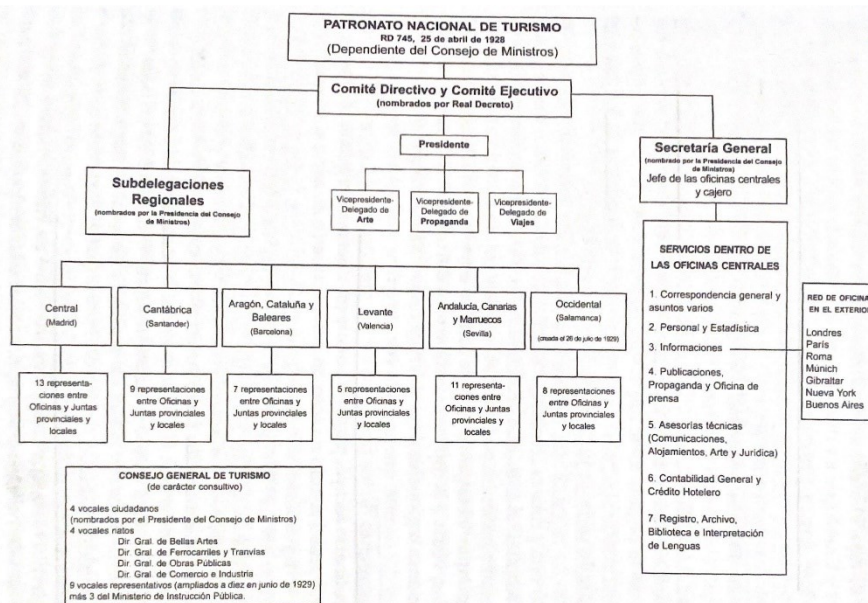 PATRONATO NACIONAL DE TURISMO
RD 745, 25 de abril de 1928
(Dependiente del Consejo de Ministros)
Comité Directivo y Comité Ejecutivo
(nombrados por Real Decreto)
Presidente
Vicepresidente-
Delegado de
Arte
Vicepresidente-
Delegado de
Propaganda
Vicepresidente-
Delegado de
Viajes
Secretaría General
(nombrado por la Presidencia del Consejo
de Ministros)
Jefe de las oficinas centrales
y cajero
Subdelegaciones
Regionales
(nombrados por la Presidencia del Consejo
de Ministros)
Central
(Madrid)
Cantábrica
(Santander)
Aragón, Cataluña y
Baleares
(Barcelona)
Levante
(Valencia)
Andalucía, Canarias
y Marruecos
(Sevilla)
Occidental
(Salamanca)
(creada el 26 de julio de 1929)
13 representa-
ciones entre
Oficinas y Juntas
provinciales y
locales
9 representaciones
entre Oficinas y
Juntas provinciales
y locales
7 representaciones
entre Oficinas y
Juntas provinciales
y locales
5 representaciones
entre Oficinas y
Juntas provinciales
y locales
11 representa-
ciones entre
Oficinas y Juntas
provinciales y
locales
8 representaciones
entre Oficinas y
Juntas provinciales
y locales
SERVICIOS DENTRO DE
LAS OFICINAS CENTRALES
1. Correspondencia general y
asuntos varios
2. Personal y Estadística
3. Informaciones
4. Publicaciones,
Propaganda y Oficina de
prensa
5. Asesorías técnicas
(Comunicaciones,
Alojamientos, Arte y Jurídica)
6. Contabilidad General y
Crédito Hotelero
7. Registro, Archivo,
Biblioteca e Interpretación
de Lenguas
RED DE OFICINA
EN EL EXTERIOR
Londres
París
Roma
Múnich
Gibraltar
Nueva York
Buenos Aires
CONSEJO GENERAL DE TURISMO
(de carácter consultivo)
4 vocales ciudadanos
(nombrados por el Presidente del Consejo de Ministros)
4 vocales natos
Dir. Gral. de Bellas Artes
Dir. Gral. de Ferrocarriles y Tranvías
Dir. Gral. de Obras Públicas
Dir. Gral. de Comercio e Industria
9 vocales representativos (ampliados a diez en junio de 1929)
más 3 del Ministerio de Instrucción Pública.